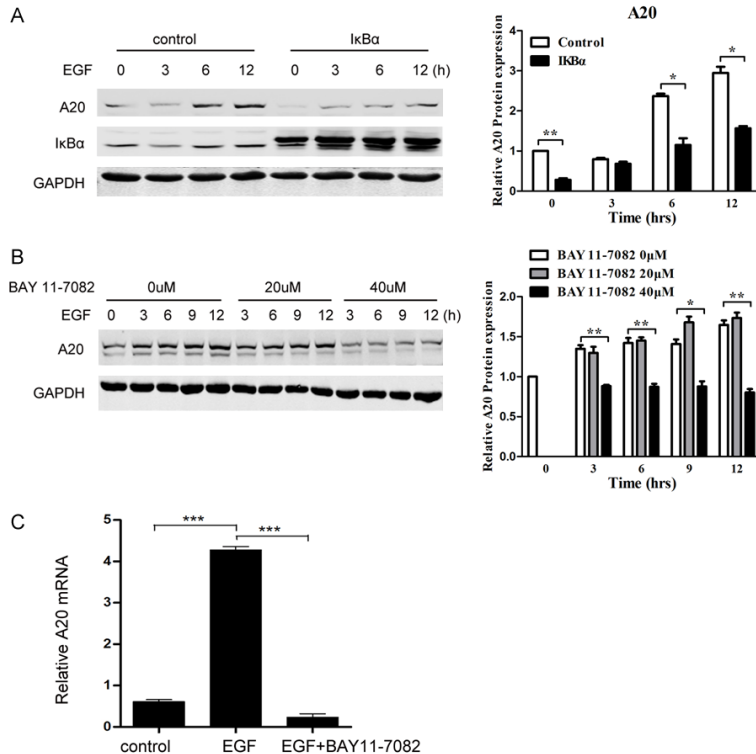 A
control IκBα
EGF 0 3 6 12 0 3 6 12 (h)
A20
IκBα
GAPDH
A20
Control
IKBα
Relative A20 Protein expression
4
3
2
1
0
** * *
0 3 6 12
Time (hrs)
B
BAY 11-7082 0uM 20uM 40uM
EGF 0 3 6 9 12 3 6 9 12 3 6 9 12 (h)
A20
GAPDH
BAY 11-7082 0μM
BAY 11-7082 20μM
BAY 11-7082 40μM
Relative A20 Protein expression
2.0
1.5
1.0
0.5
0.0
** ** * **
0 3 6 9 12
Time (hrs)
C
Relative A20 mRNA
5
4
3
2
1
0
*** ***
control EGF EGF+BAY11-7082